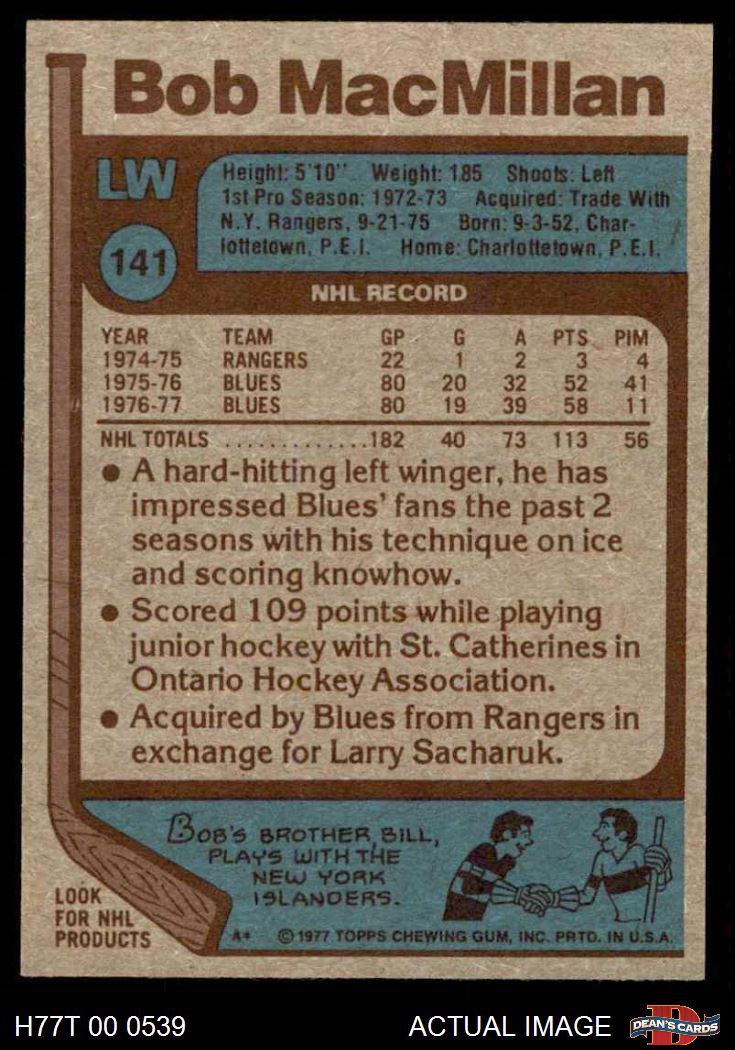 Bob MacMillan
LW
141
Height: 5'10" Weight: 185 Shoots: Left
1st Pro Season: 1972-73 Acquired: Trade With
N.Y. Rangers, 9-21-75 Born: 9-3-52, Char-
lottetown, P.E.I. Home: Charlottetown, P.E.I.
NHL RECORD
YEAR TEAM GP G A PTS PIM
1974-75 RANGERS 22 1 2 3 4
1975-76 BLUES 80 20 32 52 41
1976-77 BLUES 80 19 39 58 11
NHL TOTALS .............182 40 73 113 56
● A hard-hitting left winger, he has
impressed Blues' fans the past 2
seasons with his technique on ice
and scoring knowhow.
● Scored 109 points while playing
junior hockey with St. Catherines in
Ontario Hockey Association.
● Acquired by Blues from Rangers in
exchange for Larry Sacharuk.
BOB'S BROTHER, BILL,
PLAYS WITH THE
NEW YORK
ISLANDERS.
LOOK
FOR NHL
PRODUCTS
A* © 1977 TOPPS CHEWING GUM, INC. PRTD. IN U.S.A.
H77T 00 0539 ACTUAL IMAGE
DEAN'S CARDS